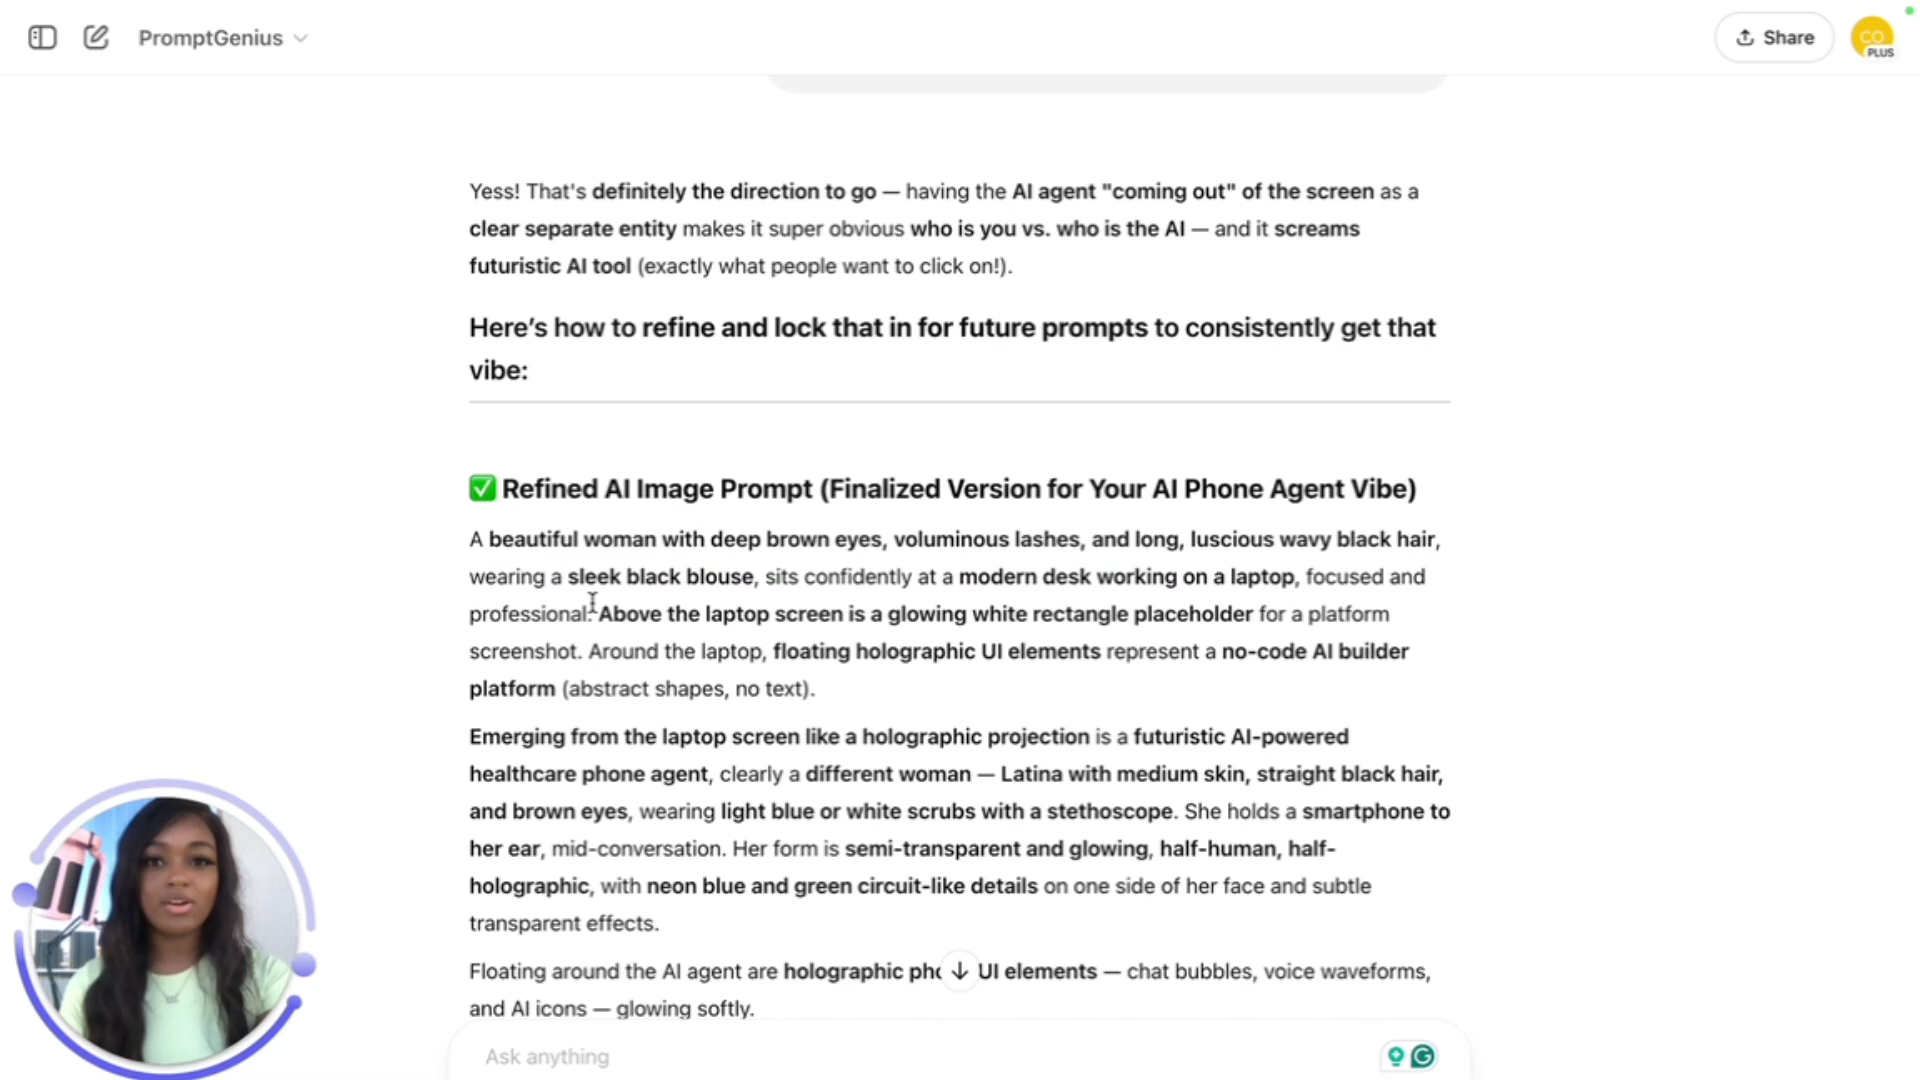 PromptGenius
Share
CO
PLUS
Yess! That's definitely the direction to go — having the AI agent "coming out" of the screen as a
clear separate entity makes it super obvious who is you vs. who is the AI — and it screams
futuristic AI tool (exactly what people want to click on!).
Here's how to refine and lock that in for future prompts to consistently get that
vibe:
✅ Refined AI Image Prompt (Finalized Version for Your AI Phone Agent Vibe)
A beautiful woman with deep brown eyes, voluminous lashes, and long, luscious wavy black hair,
wearing a sleek black blouse, sits confidently at a modern desk working on a laptop, focused and
professional. Above the laptop screen is a glowing white rectangle placeholder for a platform
screenshot. Around the laptop, floating holographic UI elements represent a no-code AI builder
platform (abstract shapes, no text).
Emerging from the laptop screen like a holographic projection is a futuristic AI-powered
healthcare phone agent, clearly a different woman — Latina with medium skin, straight black hair,
and brown eyes, wearing light blue or white scrubs with a stethoscope. She holds a smartphone to
her ear, mid-conversation. Her form is semi-transparent and glowing, half-human, half-
holographic, with neon blue and green circuit-like details on one side of her face and subtle
transparent effects.
Floating around the AI agent are holographic UI elements — chat bubbles, voice waveforms,
and AI icons — glowing softly.
Ask anything